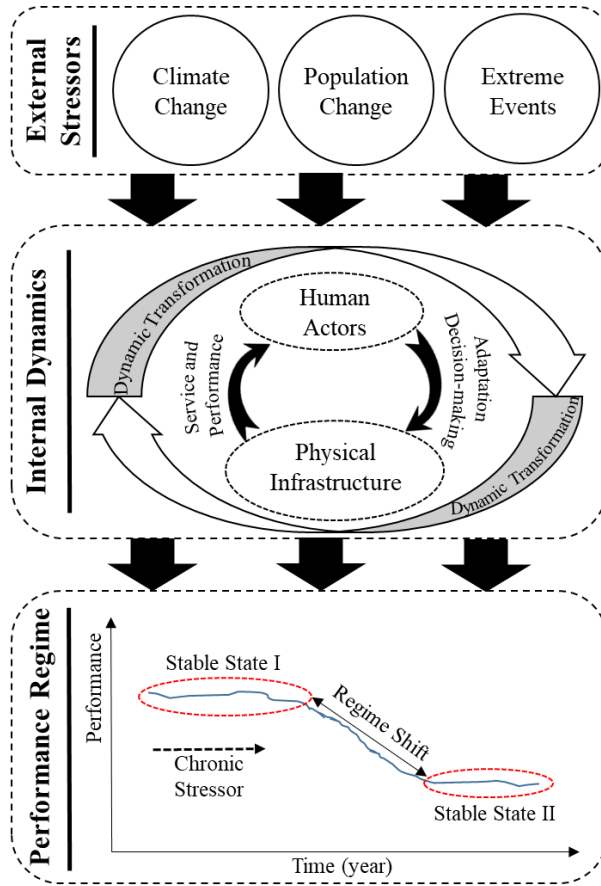 External
Stressors
Climate
Change
Population
Change
Extreme
Events
Internal Dynamics
Dynamic Transformation
Human
Actors
Service and
Performance
Adaptation
Decision-making
Physical
Infrastructure
Dynamic Transformation
Performance Regime
Performance
Stable State I
Regime Shift
Chronic
Stressor
Stable State II
Time (year)